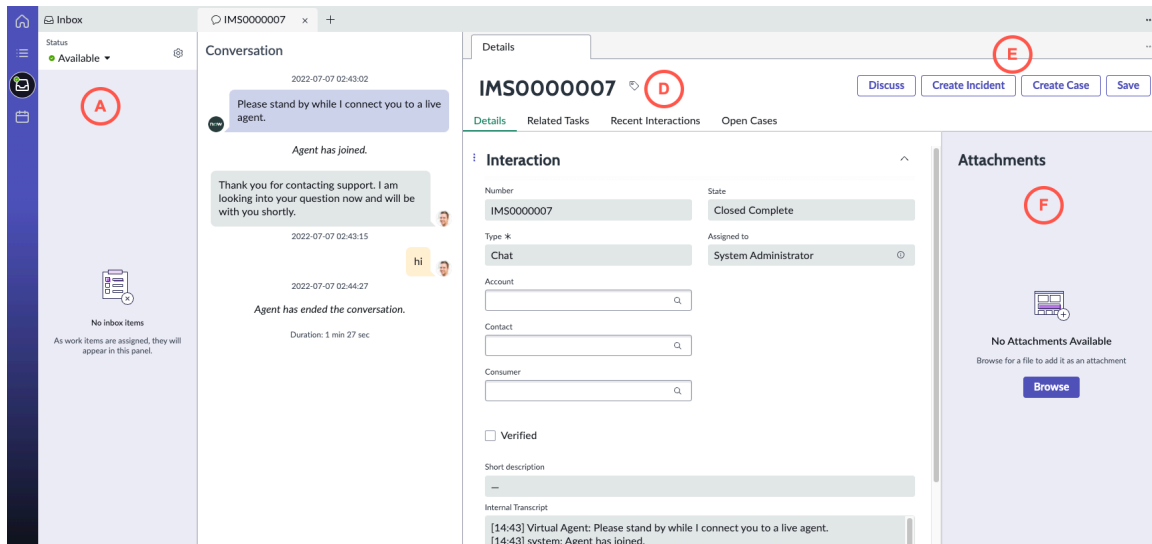 Inbox
IMS0000007 × +
Status
Available
A
No inbox items
As work items are assigned, they will
appear in this panel.
Conversation
2022-07-07 02:43:02
Please stand by while I connect you to a live
agent.
now
Agent has joined.
Thank you for contacting support. I am
looking into your question now and will be
with you shortly.
2022-07-07 02:43:15
hi
2022-07-07 02:44:27
Agent has ended the conversation.
Duration: 1 min 27 sec
Details
E
IMS0000007
D
Discuss
Create Incident
Create Case
Save
Details Related Tasks Recent Interactions Open Cases
Interaction
Number
IMS0000007
State
Closed Complete
Type *
Chat
Assigned to
System Administrator
Account
Contact
Consumer
Verified
Short description
—
Internal Transcript
[14:43] Virtual Agent: Please stand by while I connect you to a live agent.
[14:43] system: Agent has joined.
Attachments
F
No Attachments Available
Browse for a file to add it as an attachment
Browse